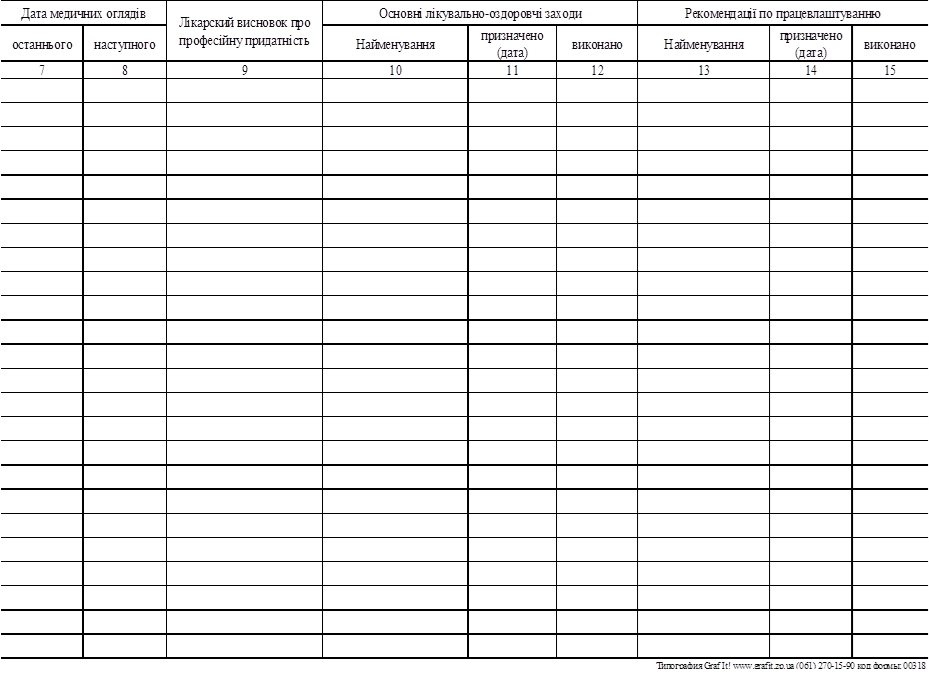 Дата медичних оглядів
Лікарский висновок про
професійну придатність
Основні лікувально-оздоровчі заходи
Рекомендації по працевлаштуванню
останнього
наступного
Найменування
призначено
(дата)
виконано
Найменування
призначено
(дата)
виконано
7 8 9 10 11 12 13 14 15
Типография Graf It! www.grafit.zp.ua (061) 270-15-90 код формы: 00318